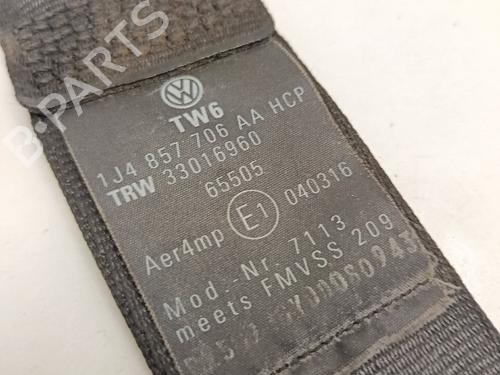 TW6
1J4 857 706 AA HCP
TRW 33016960
65505
Aer4mp E1 040316
Mod.-Nr. 7113
meets FMVSS 209
B-PARTS